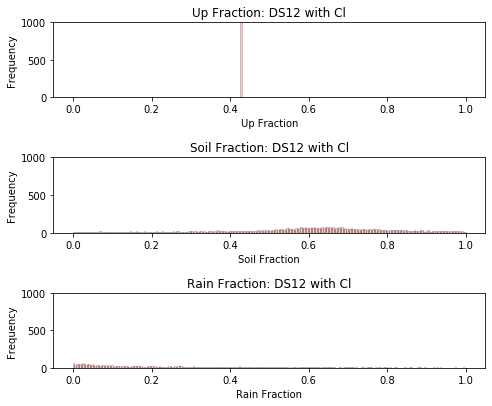 Up Fraction: DS12 with Cl
1000
500
0
Frequency
0.0 0.2 0.4 0.6 0.8 1.0
Up Fraction
Soil Fraction: DS12 with Cl
1000
500
0
Frequency
0.0 0.2 0.4 0.6 0.8 1.0
Soil Fraction
Rain Fraction: DS12 with Cl
1000
500
0
Frequency
0.0 0.2 0.4 0.6 0.8 1.0
Rain Fraction